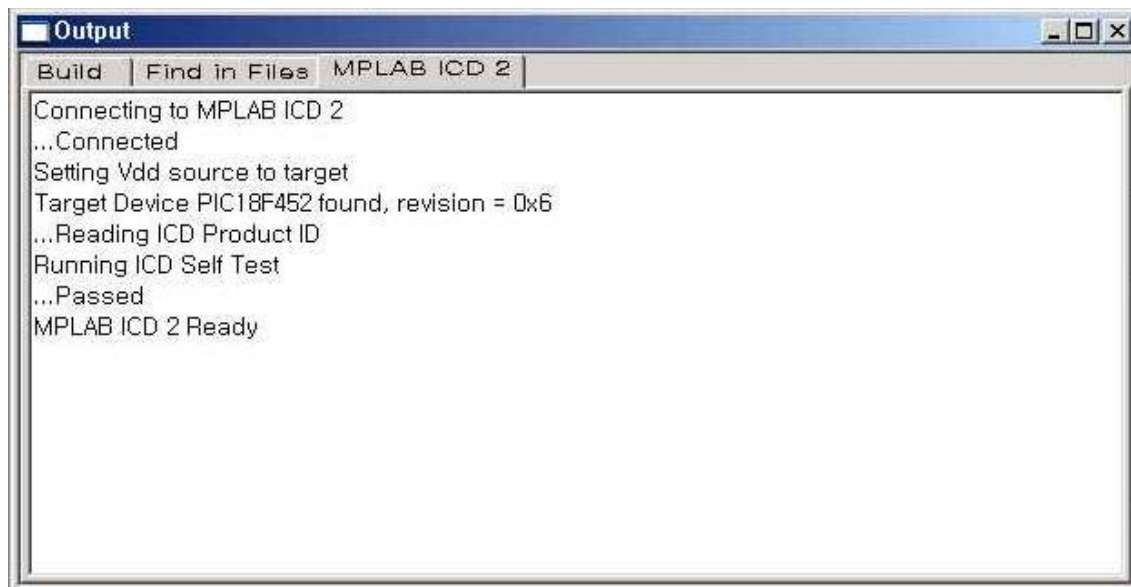 Output
Build Find in Files MPLAB ICD 2
Connecting to MPLAB ICD 2
...Connected
Setting Vdd source to target
Target Device PIC18F452 found, revision = 0x6
...Reading ICD Product ID
Running ICD Self Test
...Passed
MPLAB ICD 2 Ready